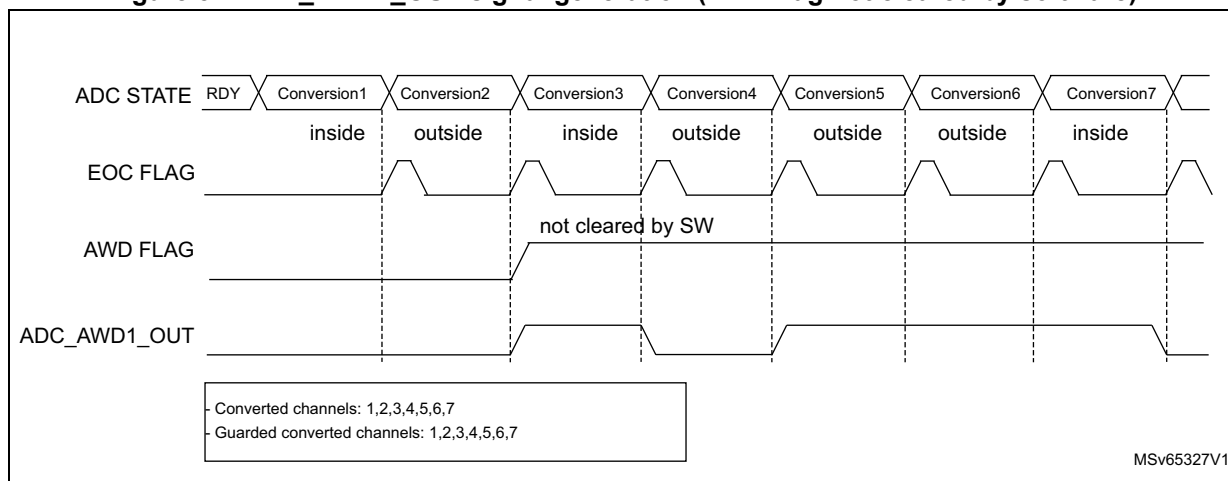 ADC STATE RDY Conversion1 Conversion2 Conversion3 Conversion4 Conversion5 Conversion6 Conversion7
inside outside inside outside outside outside inside
EOC FLAG
not cleared by SW
AWD FLAG
ADC_AWD1_OUT
- Converted channels: 1,2,3,4,5,6,7
- Guarded converted channels: 1,2,3,4,5,6,7
MSv65327V1